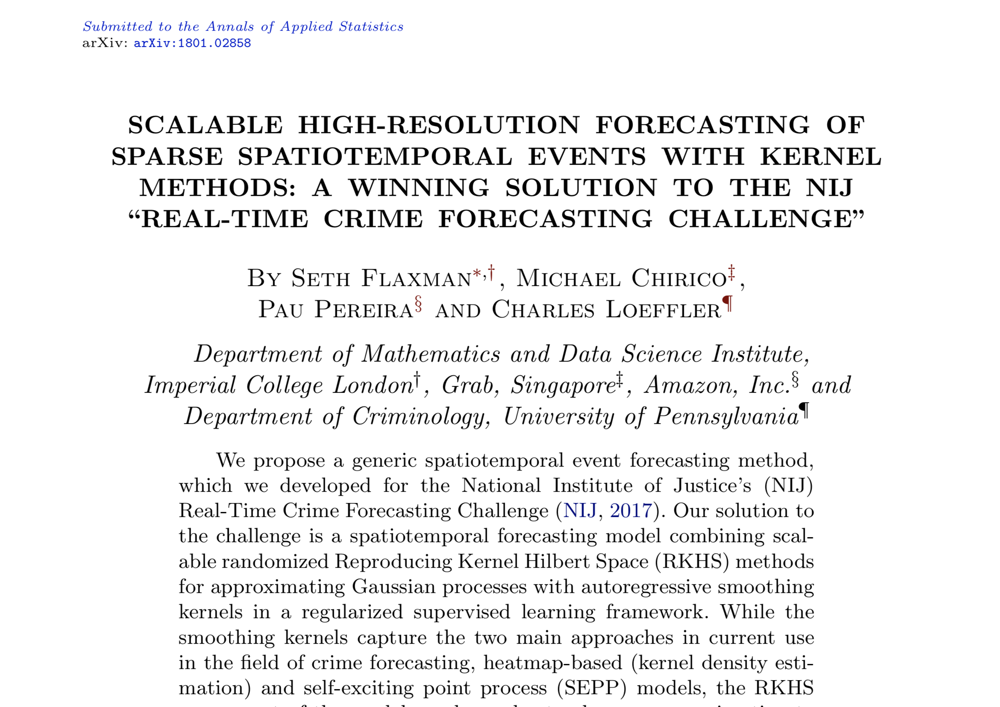 Submitted to the Annals of Applied Statistics
arXiv: arXiv:1801.02858
SCALABLE HIGH-RESOLUTION FORECASTING OF
SPARSE SPATIOTEMPORAL EVENTS WITH KERNEL
METHODS: A WINNING SOLUTION TO THE NIJ
“REAL-TIME CRIME FORECASTING CHALLENGE”
By Seth Flaxman*,†, Michael Chirico‡,
Pau Pereira§ and Charles Loeffler¶
Department of Mathematics and Data Science Institute,
Imperial College London†, Grab, Singapore‡, Amazon, Inc.§ and
Department of Criminology, University of Pennsylvania¶
We propose a generic spatiotemporal event forecasting method,
which we developed for the National Institute of Justice’s (NIJ)
Real-Time Crime Forecasting Challenge (NIJ, 2017). Our solution to
the challenge is a spatiotemporal forecasting model combining scal-
able randomized Reproducing Kernel Hilbert Space (RKHS) methods
for approximating Gaussian processes with autoregressive smoothing
kernels in a regularized supervised learning framework. While the
smoothing kernels capture the two main approaches in current use
in the field of crime forecasting, heatmap-based (kernel density esti-
mation) and self-exciting point process (SEPP) models, the RKHS